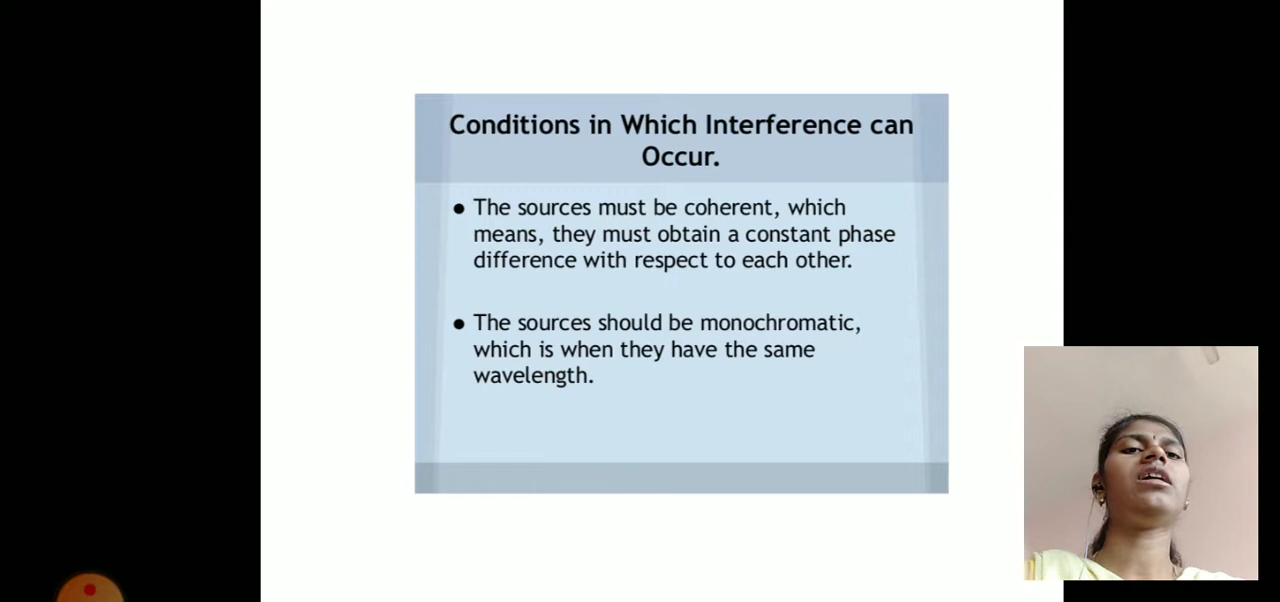 Conditions in Which Interference can
Occur.
● The sources must be coherent, which
means, they must obtain a constant phase
difference with respect to each other.
● The sources should be monochromatic,
which is when they have the same
wavelength.